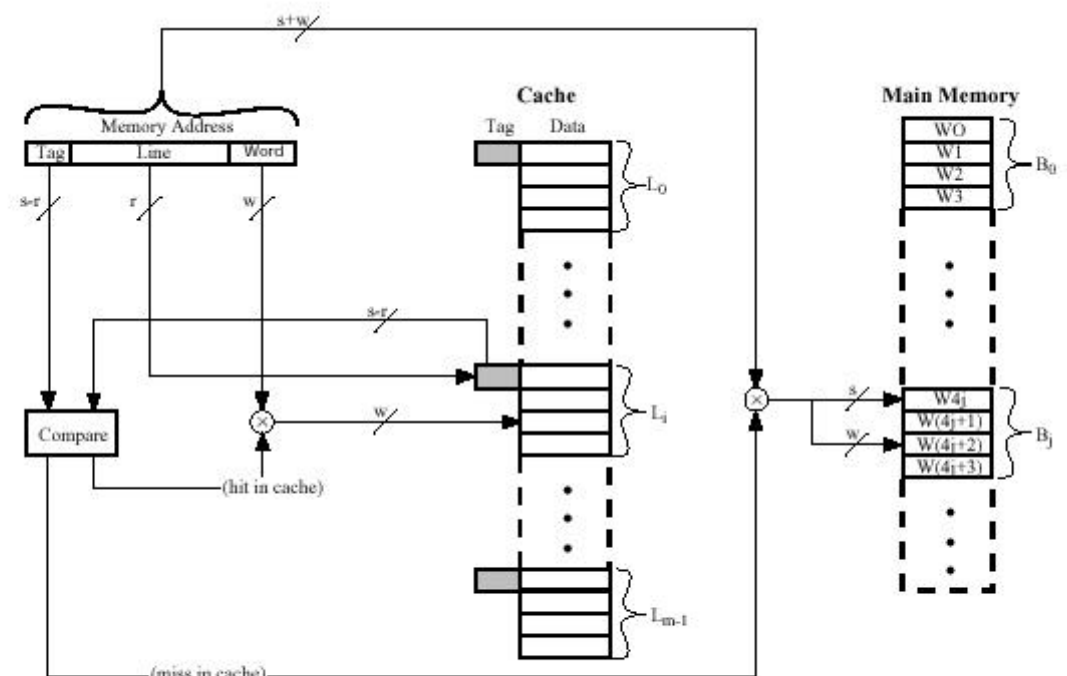 s+w
Cache
Main Memory
Memory Address
Tag Data
Tag Line Word
W0
W1
W2
W3
B0
L0
s-r
r
w
s-r
Compare
w
Li
s
w
W4j
W(4j+1)
W(4j+2)
W(4j+3)
Bj
(hit in cache)
Lm-1
(miss in cache)